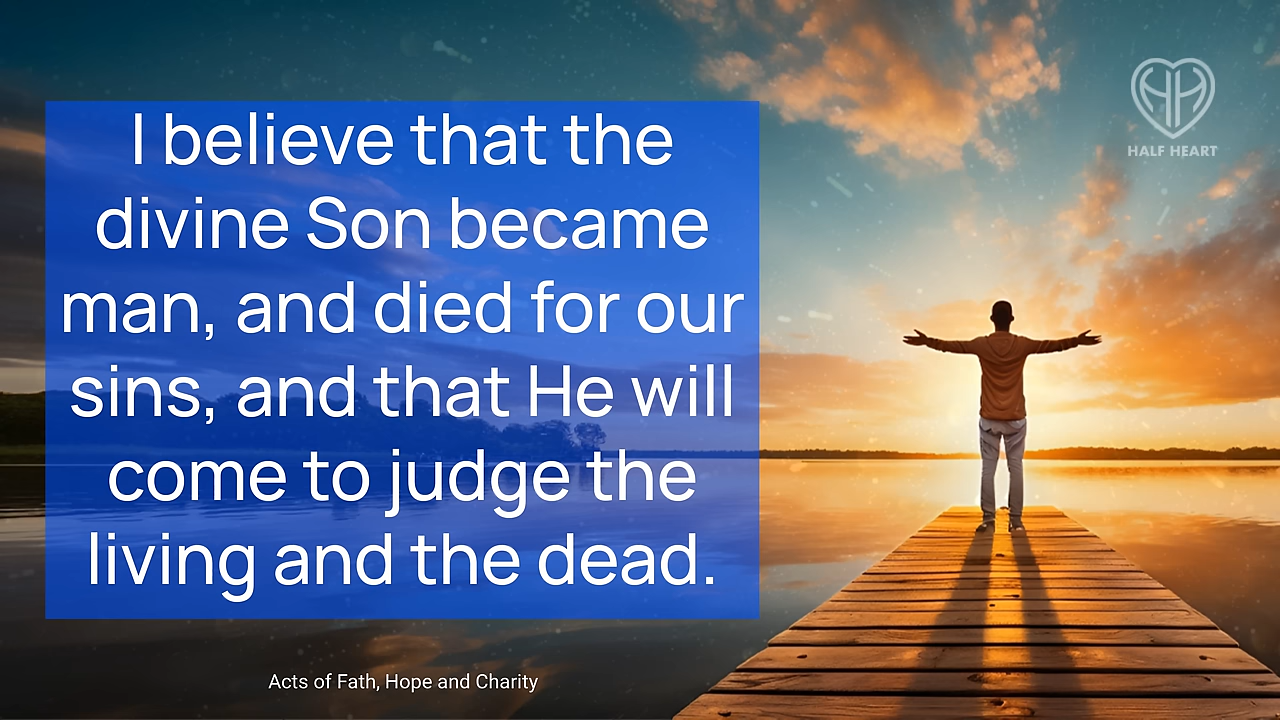 I believe that the
divine Son became
man, and died for our
sins, and that He will
come to judge the
living and the dead.
HALF HEART
Acts of Fath, Hope and Charity